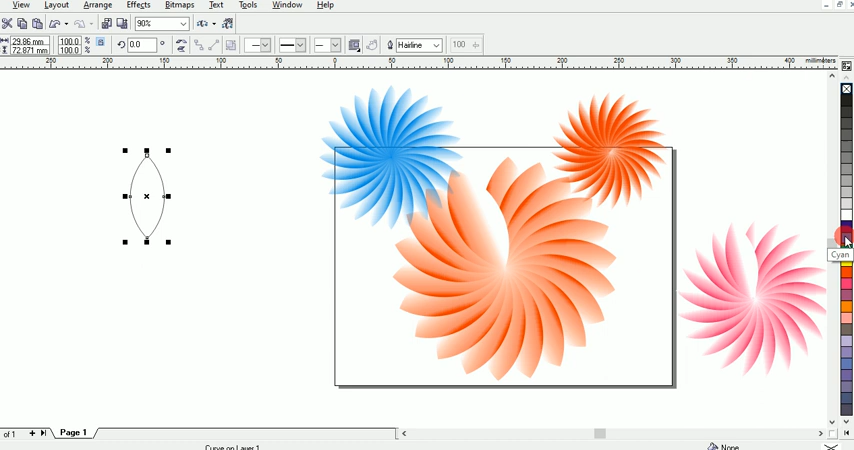 View Layout Arrange Effects Bitmaps Text Tools Window Help
90%
29.86 mm 100.0 % 0.0 ° Hairline 100
72.871 mm 100.0 %
250 200 150 100 50 0 50 100 150 200 250 300 350 400 millimeters
Cyan
of 1 Page 1
Curve on Layer 1 None